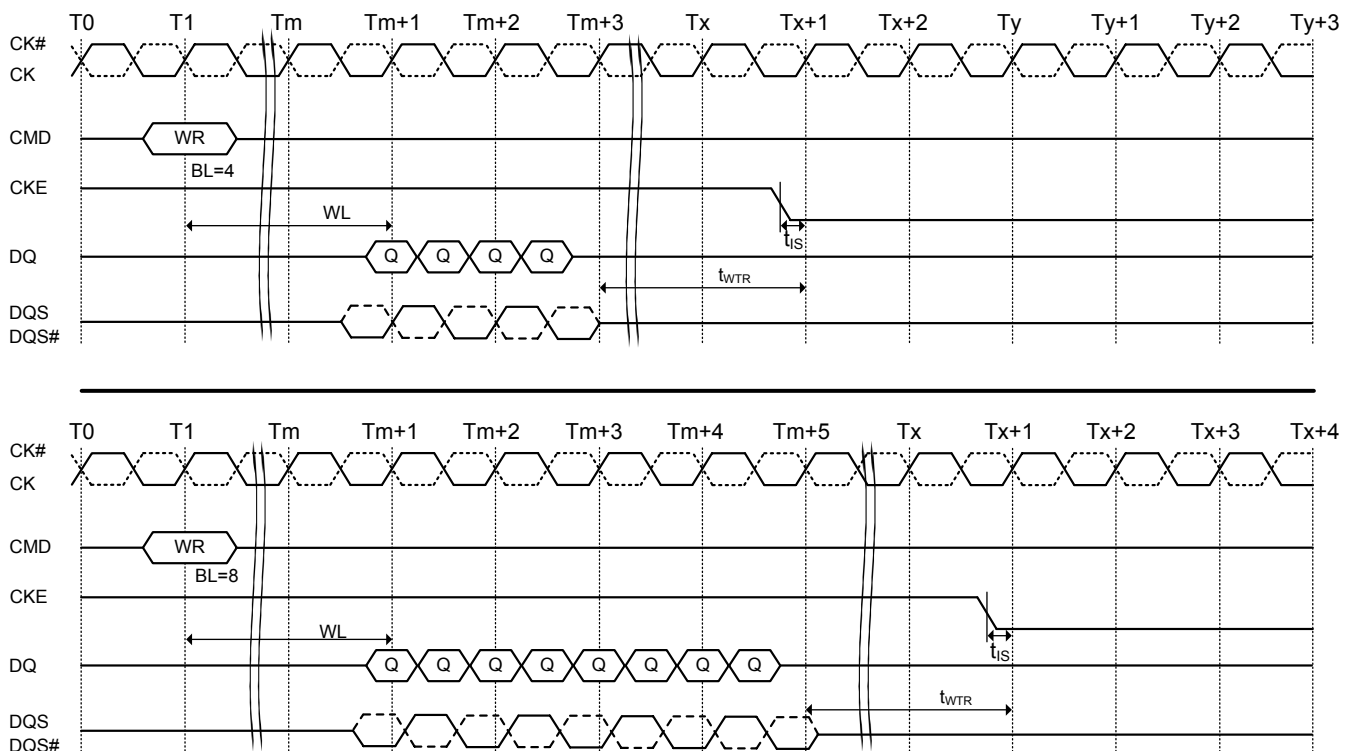 T0 T1 Tm Tm+1 Tm+2 Tm+3 Tx Tx+1 Tx+2 Ty Ty+1 Ty+2 Ty+3
CK#
CK
CMD WR
BL=4
CKE
WL
tIS
DQ Q Q Q Q
tWTR
DQS
DQS#
T0 T1 Tm Tm+1 Tm+2 Tm+3 Tm+4 Tm+5 Tx Tx+1 Tx+2 Tx+3 Tx+4
CK#
CK
CMD WR
BL=8
CKE
WL
tIS
DQ Q Q Q Q Q Q Q Q
tWTR
DQS
DQS#